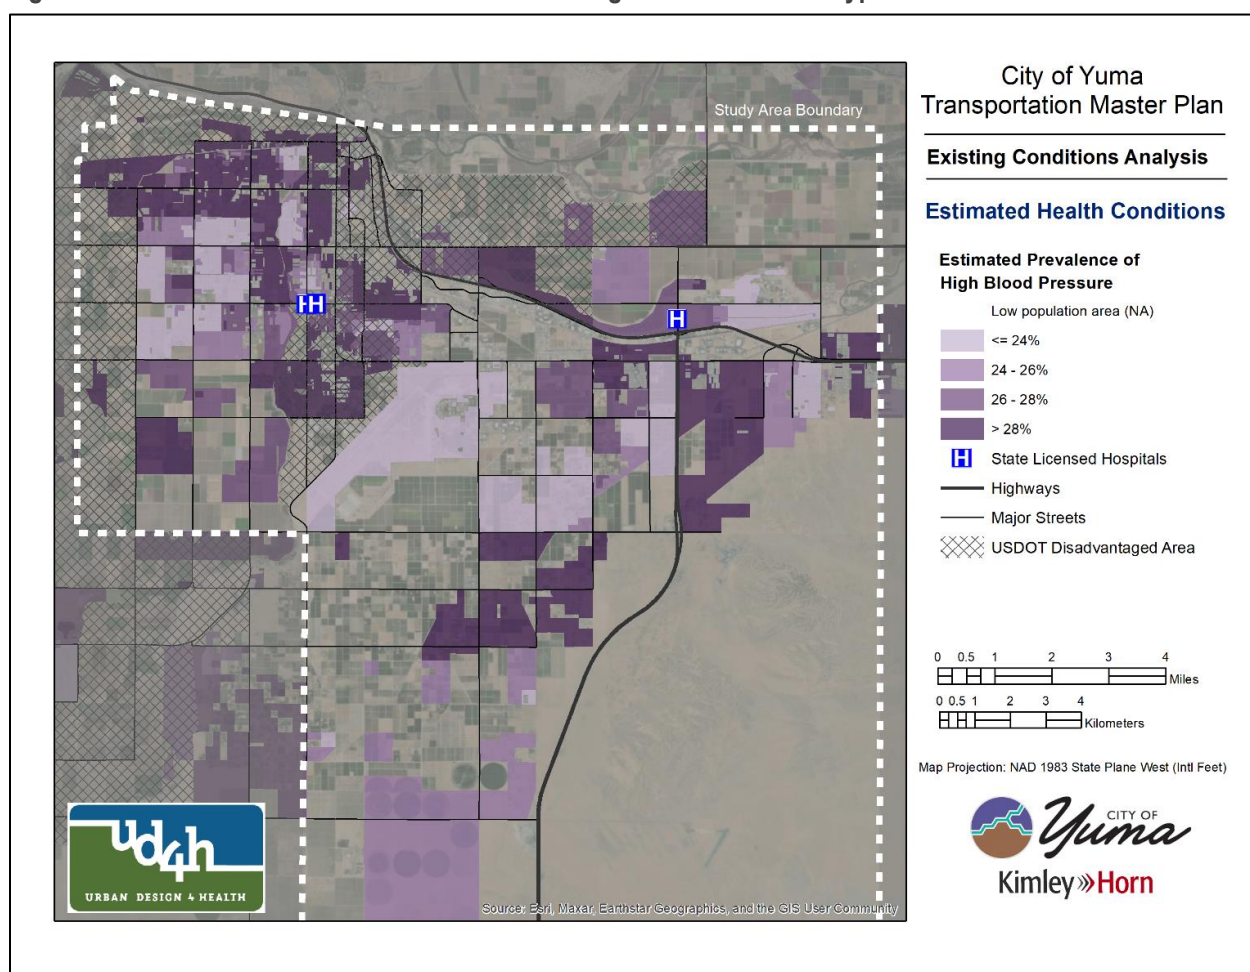 City of Yuma
Transportation Master Plan
Existing Conditions Analysis
Estimated Health Conditions
Estimated Prevalence of
High Blood Pressure
Low population area (NA)
<= 24%
24 - 26%
26 - 28%
> 28%
H State Licensed Hospitals
Highways
Major Streets
USDOT Disadvantaged Area
0 0.5 1 2 3 4
Miles
0 0.5 1 2 3 4
Kilometers
Map Projection: NAD 1983 State Plane West (Intl Feet)
CITY OF
Yuma
Kimley»Horn
Study Area Boundary
H H
H
ud4h
URBAN DESIGN 4 HEALTH
Source: Esri, Maxar, Earthstar Geographics, and the GIS User Community